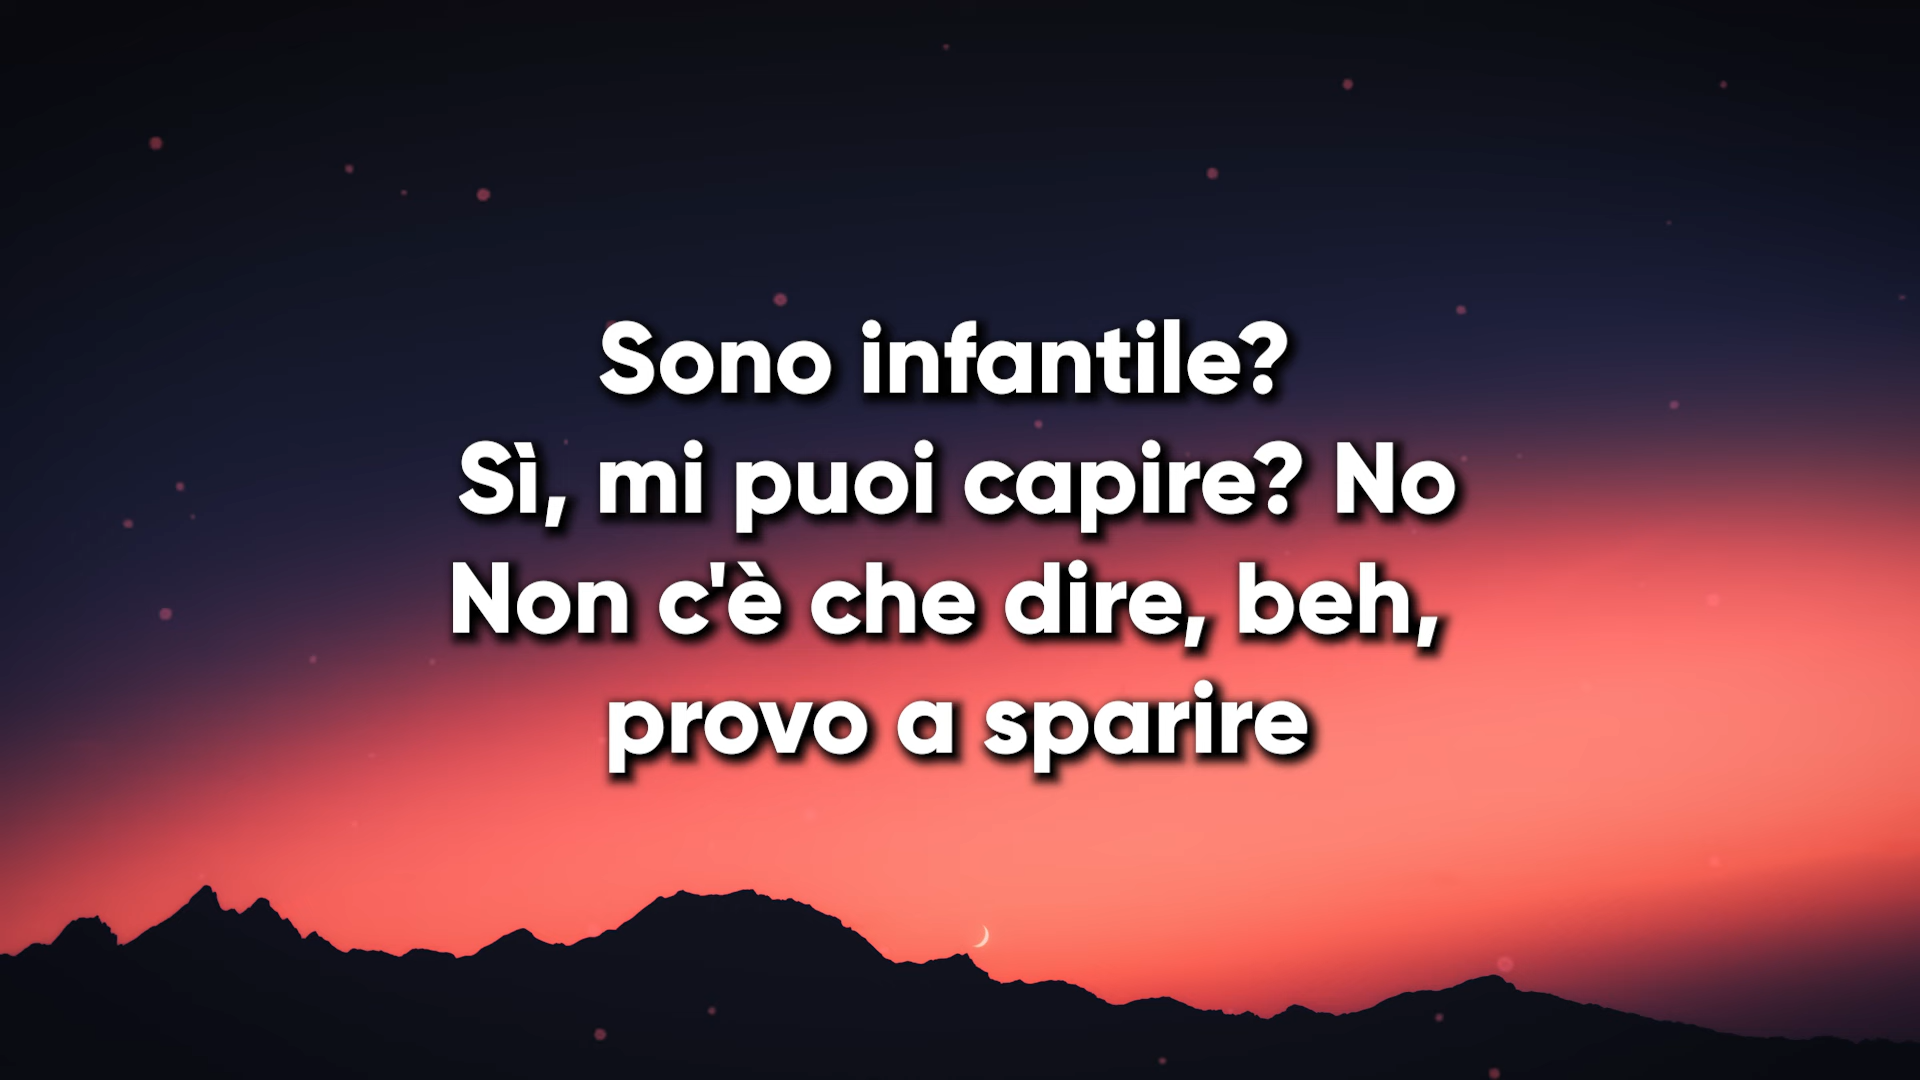 Sono infantile?
Sì, mi puoi capire? No
Non c'è che dire, beh,
provo a sparire